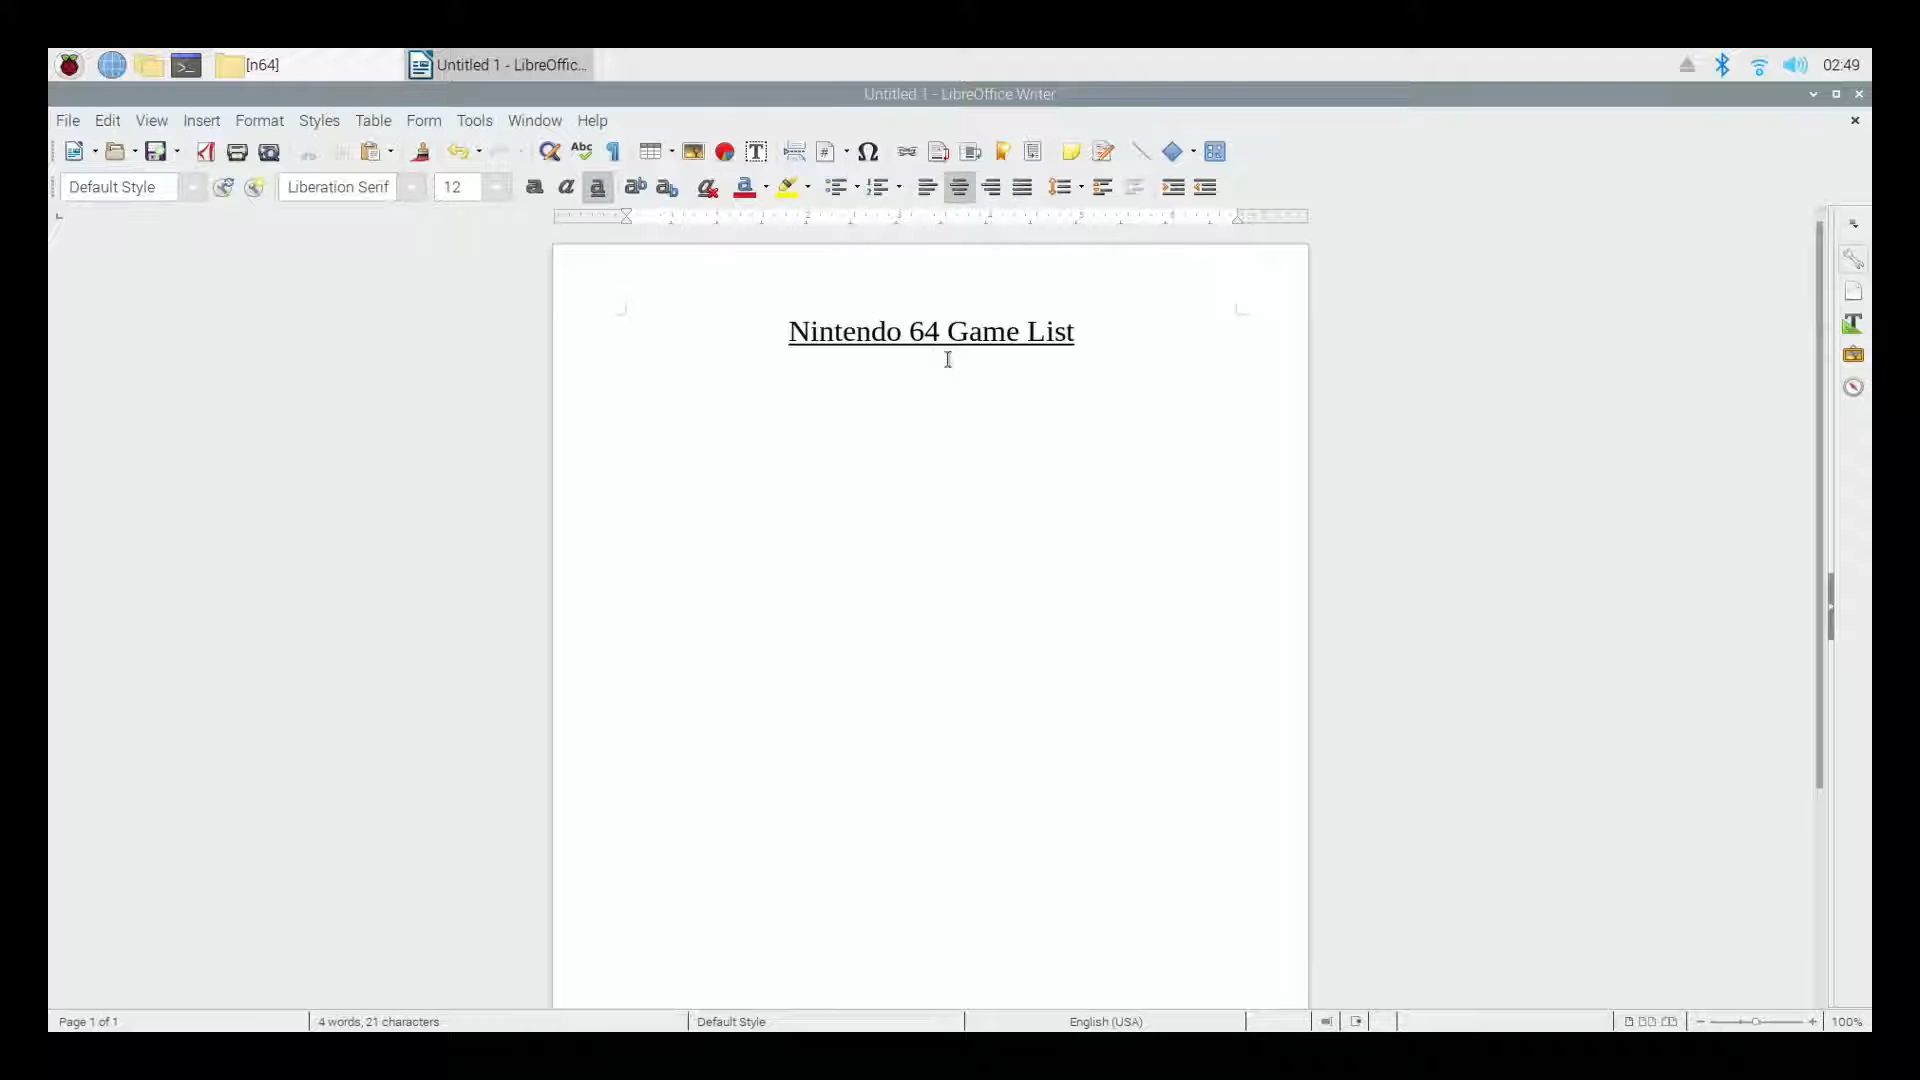 [n64]
Untitled 1 - LibreOffic...
02:49
Untitled 1 - LibreOffice Writer
File Edit View Insert Format Styles Table Form Tools Window Help
Abc
Default Style
Liberation Serif
12
Nintendo 64 Game List
Page 1 of 1
4 words, 21 characters
Default Style
English (USA)
100%